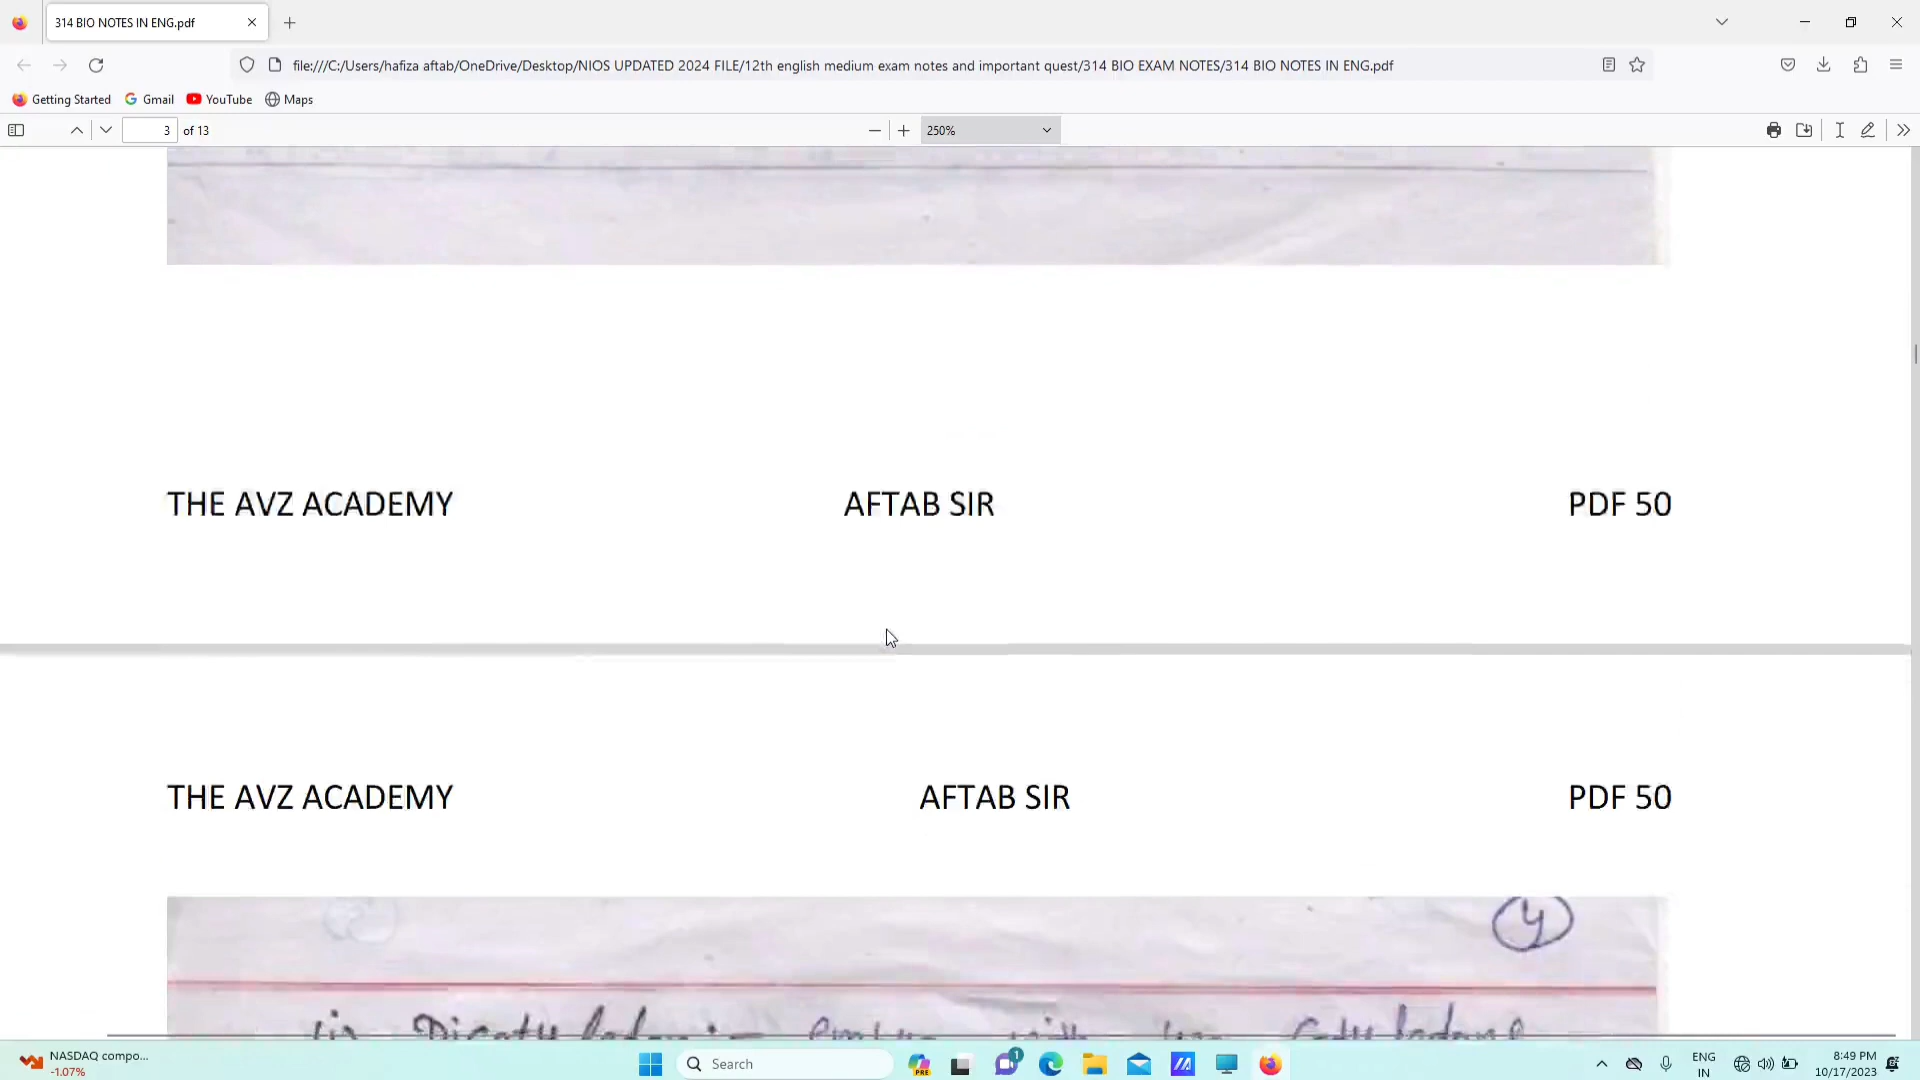 314 BIO NOTES IN ENG.pdf
file:///C:/Users/hafiza aftab/OneDrive/Desktop/NIOS UPDATED 2024 FILE/12th english medium exam notes and important quest/314 BIO EXAM NOTES/314 BIO NOTES IN ENG.pdf
Getting Started Gmail YouTube Maps
3 of 13 250%
THE AVZ ACADEMY AFTAB SIR PDF 50
THE AVZ ACADEMY AFTAB SIR PDF 50
4
NASDAQ compo...
-1.07%
Search
PRE
1
ENG
IN
8:49 PM
10/17/2023